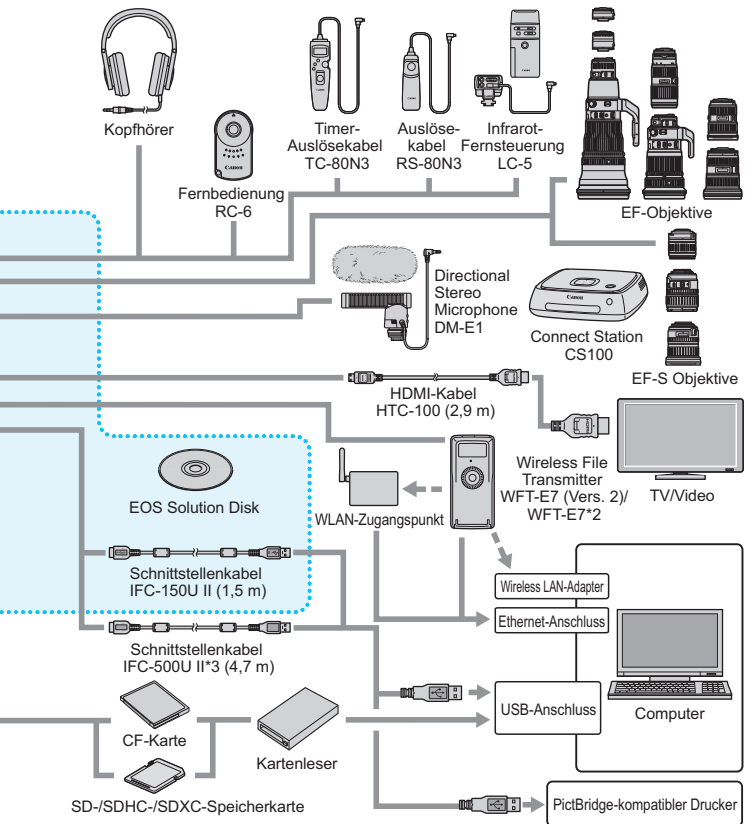 Kopfhörer
Fernbedienung
RC-6
Canon
Timer-
Auslösekabel
TC-80N3
Auslöse-
kabel
RS-80N3
Infrarot-
Fernsteuerung
LC-5
EF-Objektive
Directional
Stereo
Microphone
DM-E1
Canon
Connect Station
CS100
EF-S Objektive
HDMI-Kabel
HTC-100 (2,9 m)
EOS Solution Disk
WLAN-Zugangspunkt
Wireless File
Transmitter
WFT-E7 (Vers. 2)/
WFT-E7*2
TV/Video
Schnittstellenkabel
IFC-150U II (1,5 m)
Wireless LAN-Adapter
Ethernet-Anschluss
Schnittstellenkabel
IFC-500U II*3 (4,7 m)
USB-Anschluss
Computer
CF-Karte
Kartenleser
SD-/SDHC-/SDXC-Speicherkarte
PictBridge-kompatibler Drucker